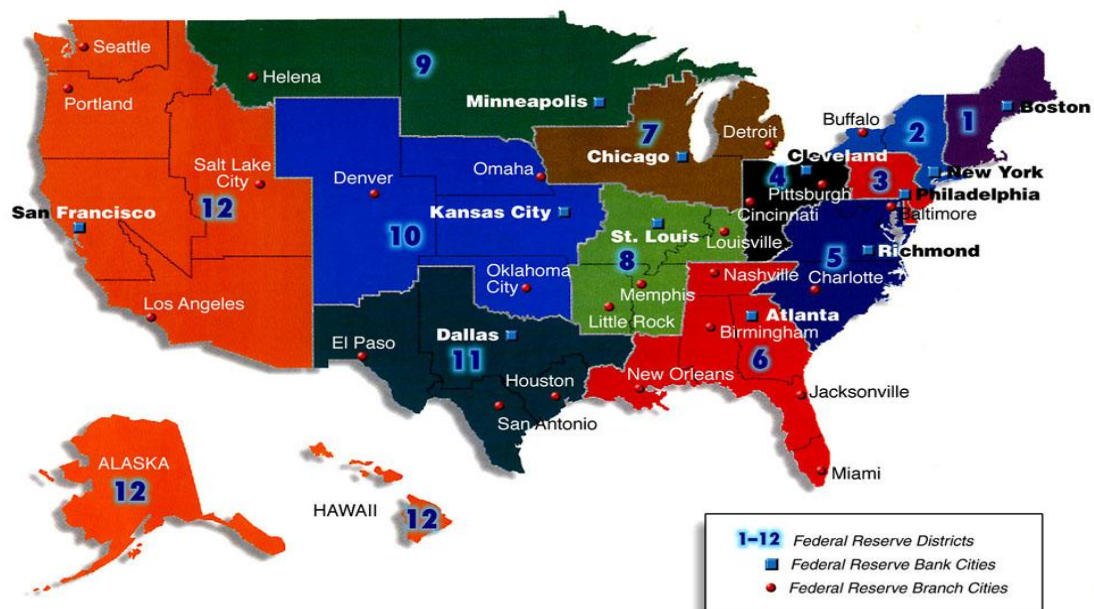 Seattle
Helena
9
Portland
Minneapolis
Boston
Buffalo
2
1
7
Detroit
Chicago
Cleveland
New York
4
3
Salt Lake
City
Omaha
Pittsburgh
Philadelphia
Denver
12
Cincinnati
Baltimore
San Francisco
Kansas City
10
St. Louis
Louisville
Richmond
8
5
Oklahoma
City
Nashville
Charlotte
Memphis
Los Angeles
Little Rock
Atlanta
Dallas
Birmingham
El Paso
11
6
New Orleans
Houston
Jacksonville
San Antonio
ALASKA
12
Miami
HAWAII
12
1–12 Federal Reserve Districts
Federal Reserve Bank Cities
Federal Reserve Branch Cities